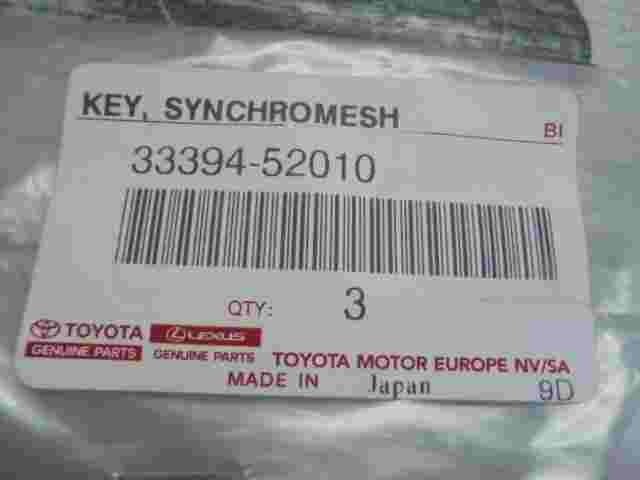 KEY, SYNCHROMESH
BI
33394-52010
QTY: 3
TOYOTA LEXUS
GENUINE PARTS GENUINE PARTS TOYOTA MOTOR EUROPE NV/SA
MADE IN Japan 9D